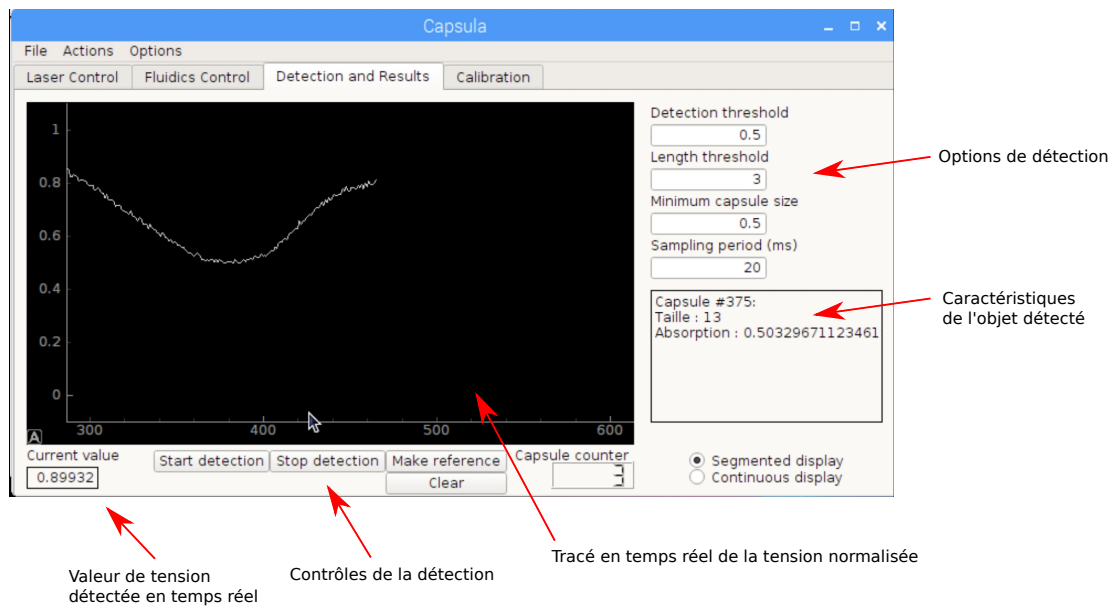 Capsula
File Actions Options
Laser Control Fluidics Control Detection and Results Calibration
1
0.8
0.6
0.4
0.2
0
300 400 500 600
A
Detection threshold
0.5
Length threshold
3
Minimum capsule size
0.5
Sampling period (ms)
20
Capsule #375:
Taille : 13
Absorption : 0.50329671123461
Current value
0.89932
Start detection Stop detection Make reference
Clear
Capsule counter
3
Segmented display
Continuous display
Options de détection
Caractéristiques
de l'objet détecté
Tracé en temps réel de la tension normalisée
Contrôles de la détection
Valeur de tension
détectée en temps réel